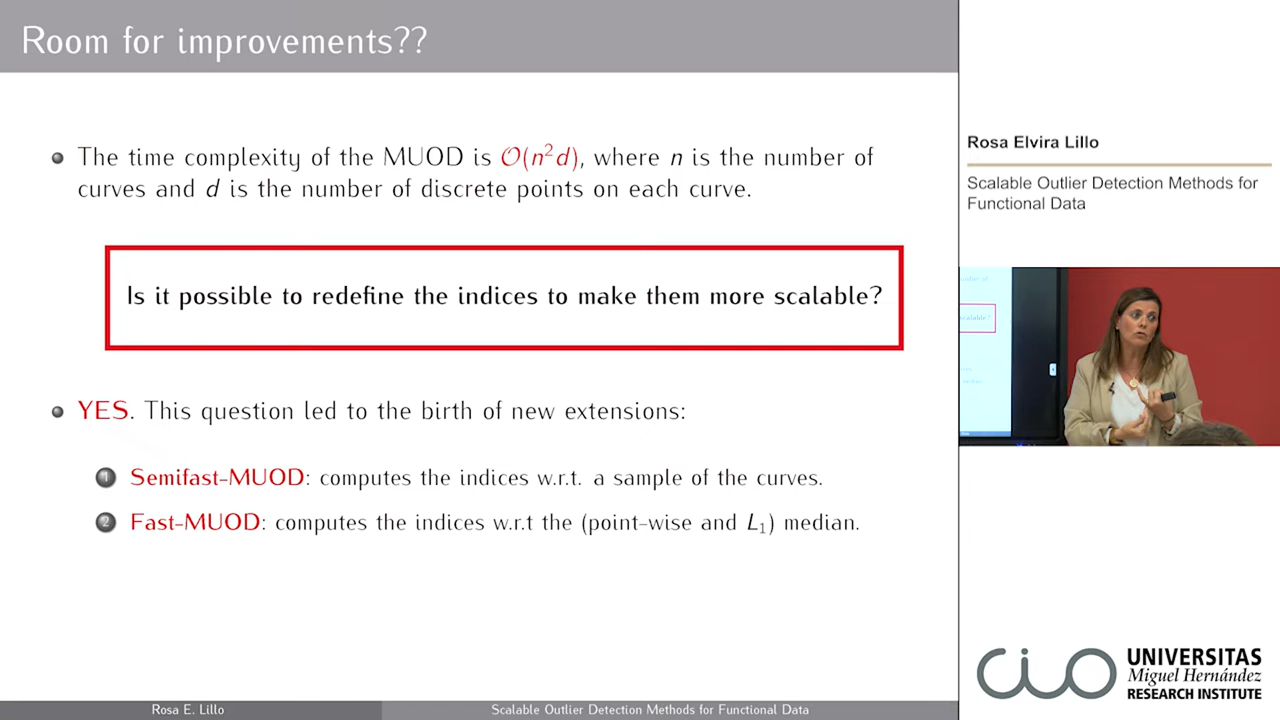 Room for improvements??
The time complexity of the MUOD is O(n²d), where n is the number of
curves and d is the number of discrete points on each curve.
Is it possible to redefine the indices to make them more scalable?
YES. This question led to the birth of new extensions:
1 Semifast-MUOD: computes the indices w.r.t. a sample of the curves.
2 Fast-MUOD: computes the indices w.r.t the (point-wise and L₁) median.
Rosa E. Lillo
Scalable Outlier Detection Methods for Functional Data
Rosa Elvira Lillo
Scalable Outlier Detection Methods for
Functional Data
number of
scalable?
cio
UNIVERSITAS
Miguel Hernández
RESEARCH INSTITUTE